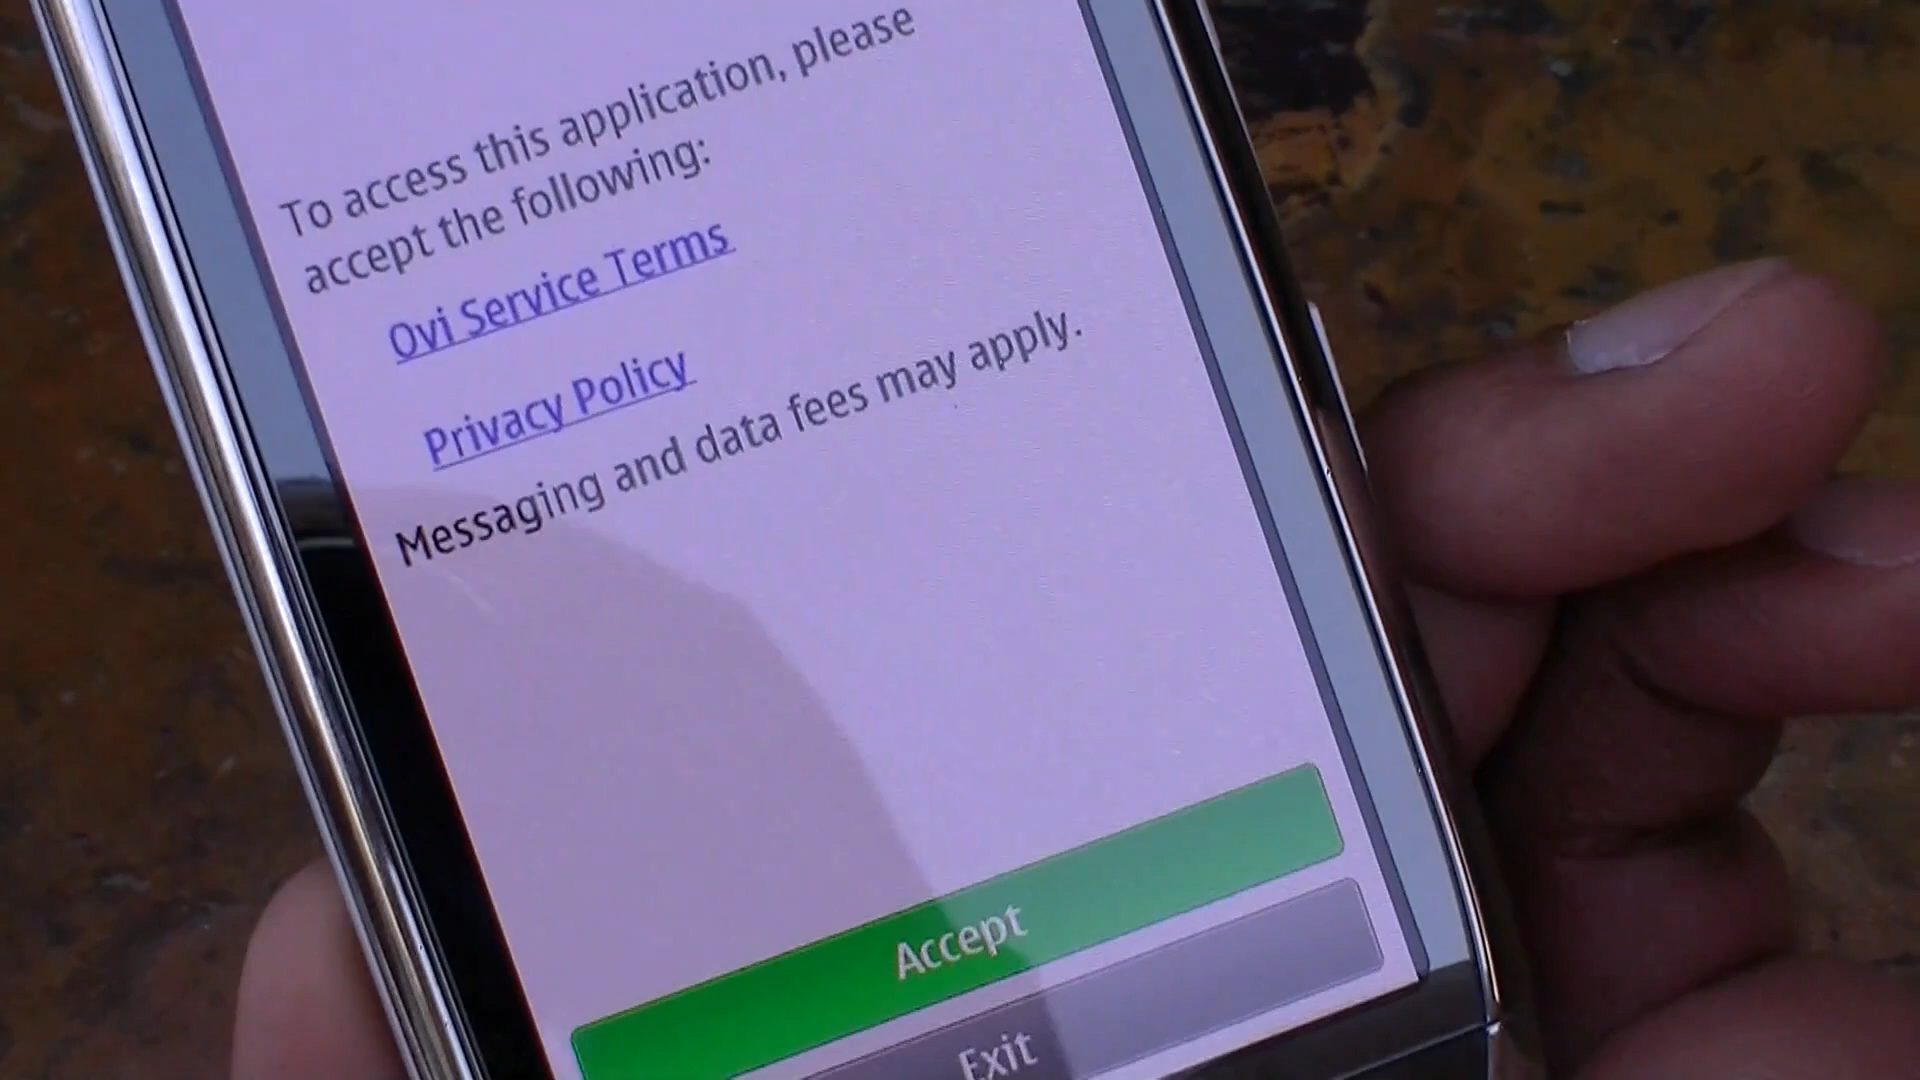 To access this application, please
accept the following:
Ovi Service Terms
Privacy Policy
Messaging and data fees may apply.
Accept
Exit